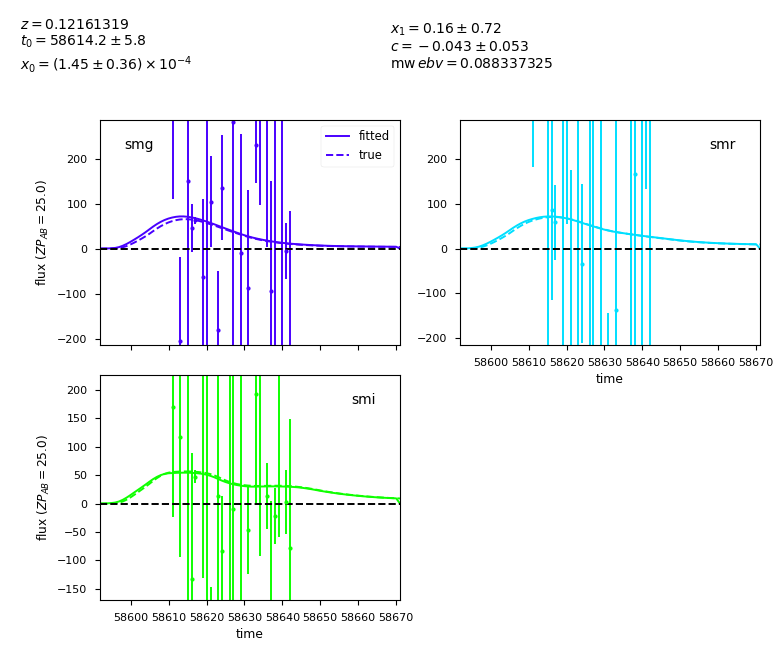 z = 0.12161319
t₀ = 58614.2 ± 5.8
x₀ = (1.45 ± 0.36) × 10⁻⁴
x₁ = 0.16 ± 0.72
c = −0.043 ± 0.053
mw ebv = 0.088337325
smg
fitted
true
200
100
0
−100
−200
flux (ZP_AB = 25.0)
smr
200
100
0
−100
−200
58600 58610 58620 58630 58640 58650 58660 58670
time
smi
200
150
100
50
0
−50
−100
−150
flux (ZP_AB = 25.0)
58600 58610 58620 58630 58640 58650 58660 58670
time